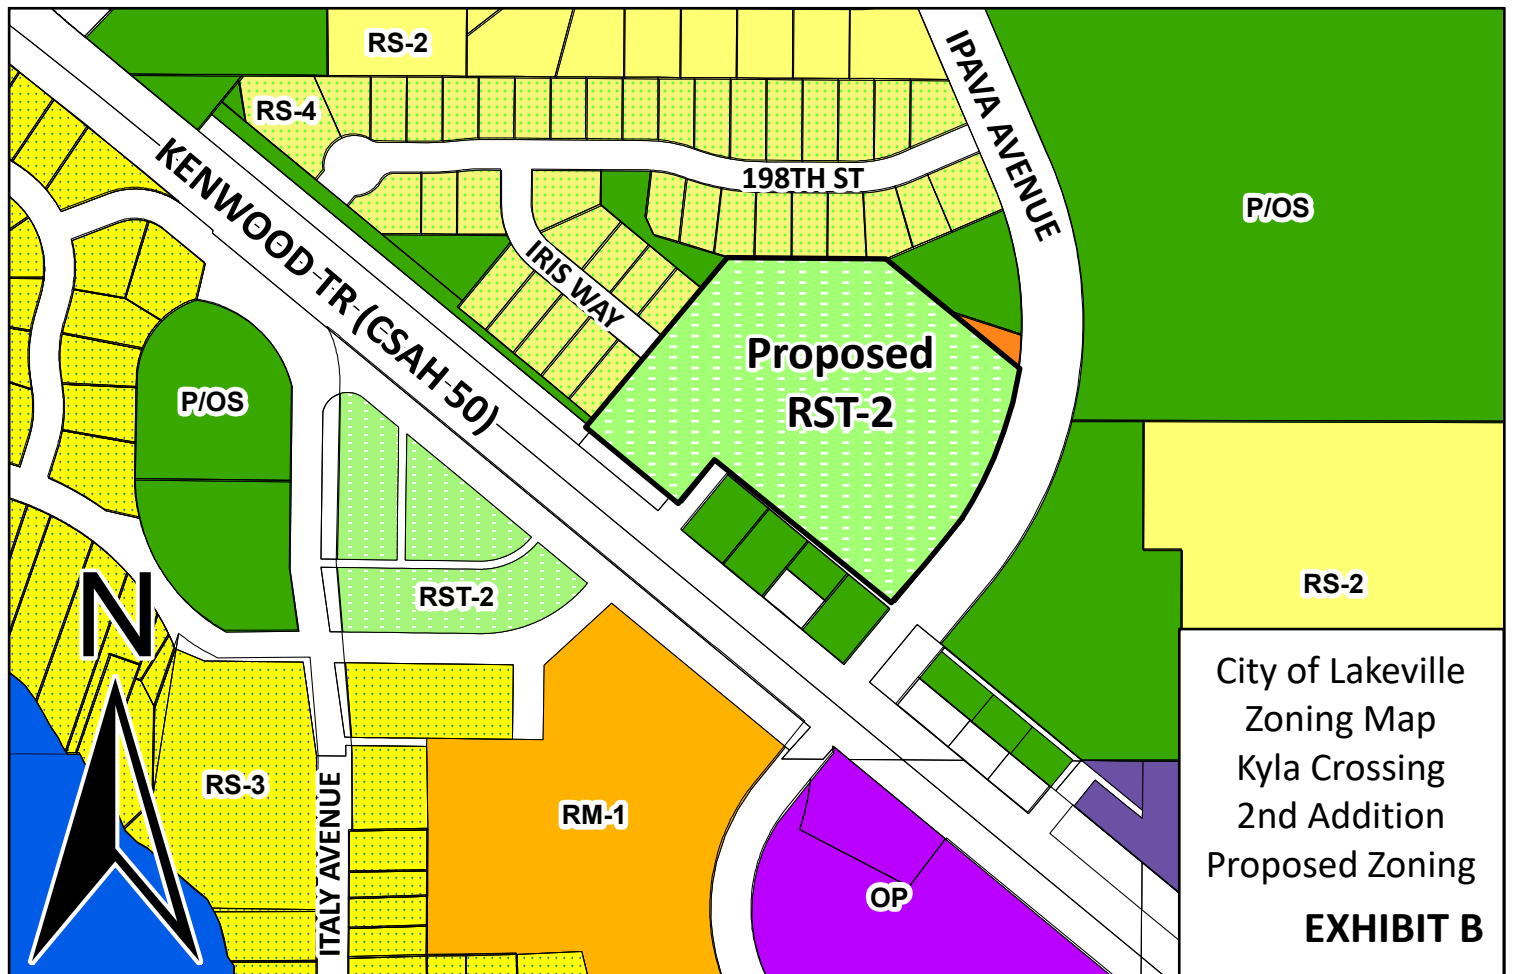 RS-2
IPAVA AVENUE
RS-4
KENWOOD TR (CSAH 50)
198TH ST
P/OS
IRIS WAY
Proposed
RST-2
P/OS
RST-2
RS-2
N
RS-3
ITALY AVENUE
RM-1
OP
City of Lakeville
Zoning Map
Kyla Crossing
2nd Addition
Proposed Zoning
EXHIBIT B